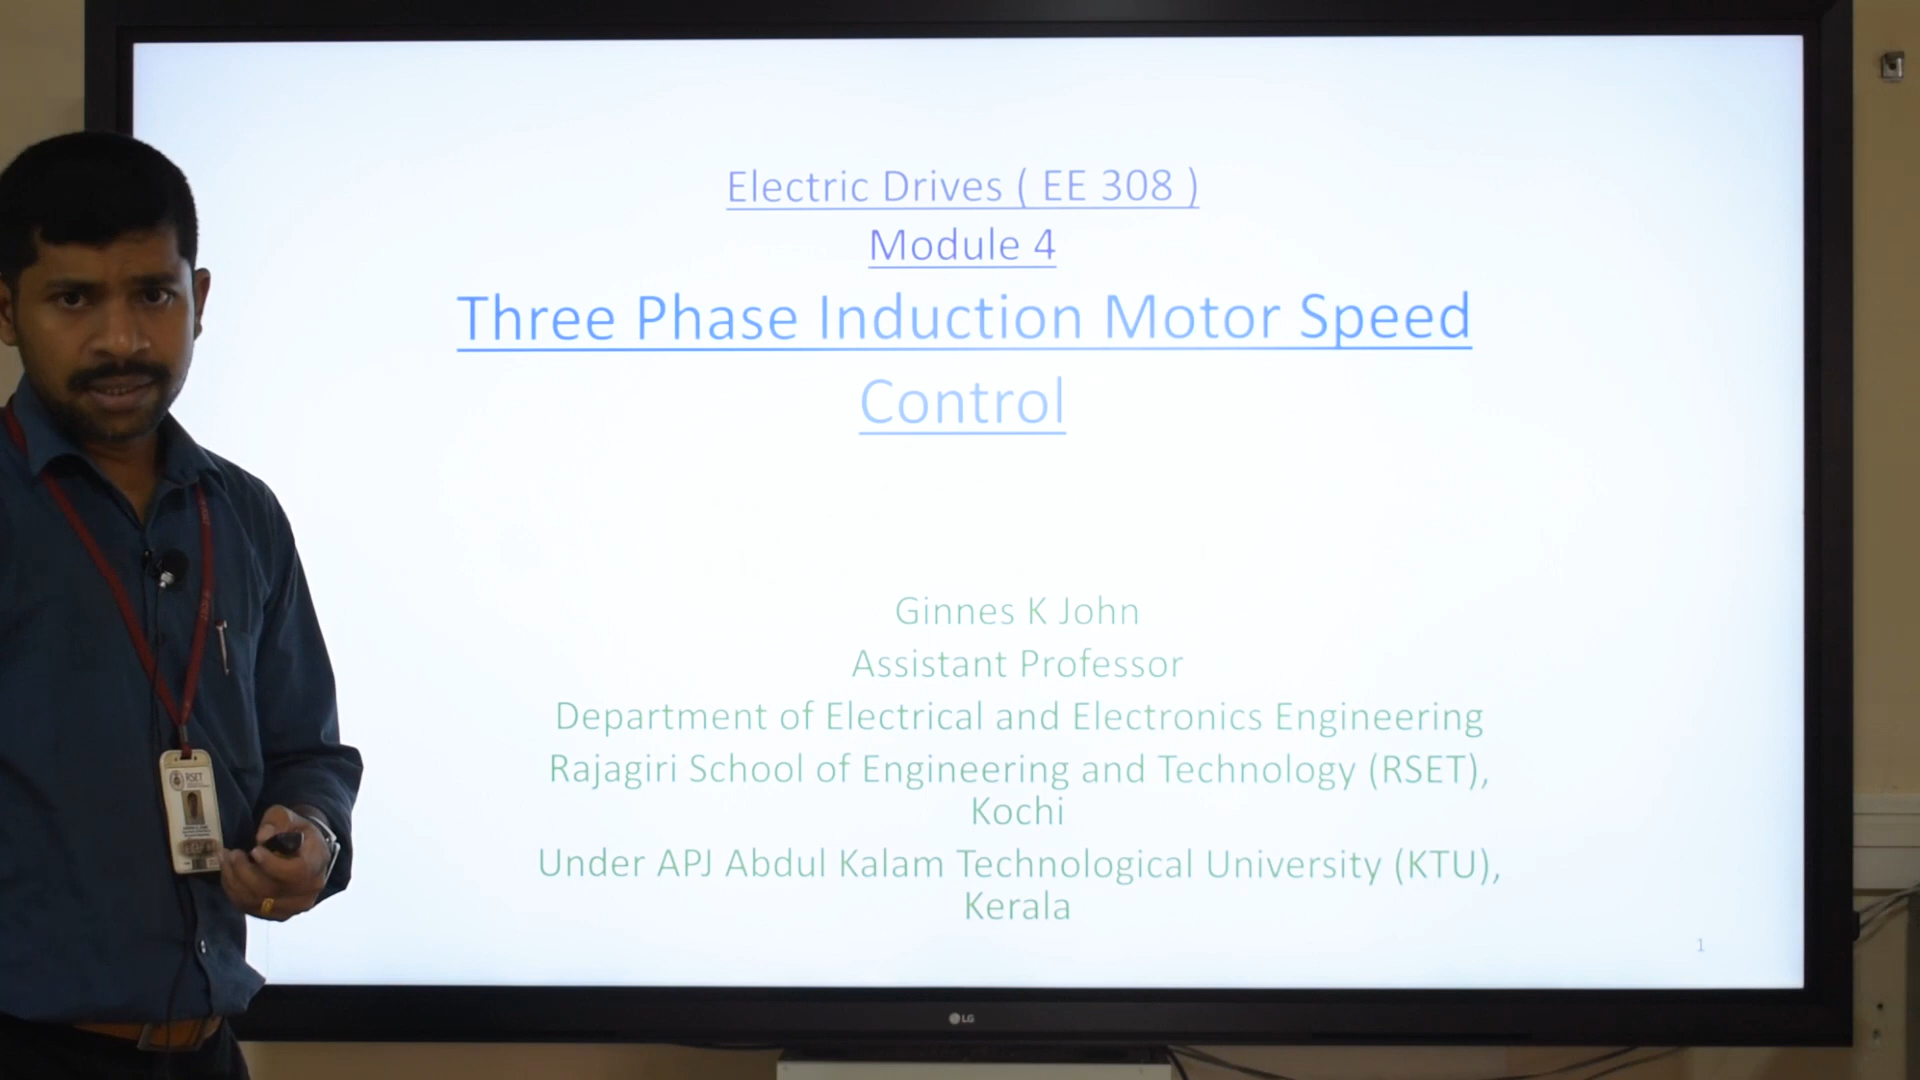 Electric Drives ( EE 308 )
Module 4
Three Phase Induction Motor Speed
Control
Ginnes K John
Assistant Professor
Department of Electrical and Electronics Engineering
Rajagiri School of Engineering and Technology (RSET),
Kochi
Under APJ Abdul Kalam Technological University (KTU),
Kerala
1
RSET
LG